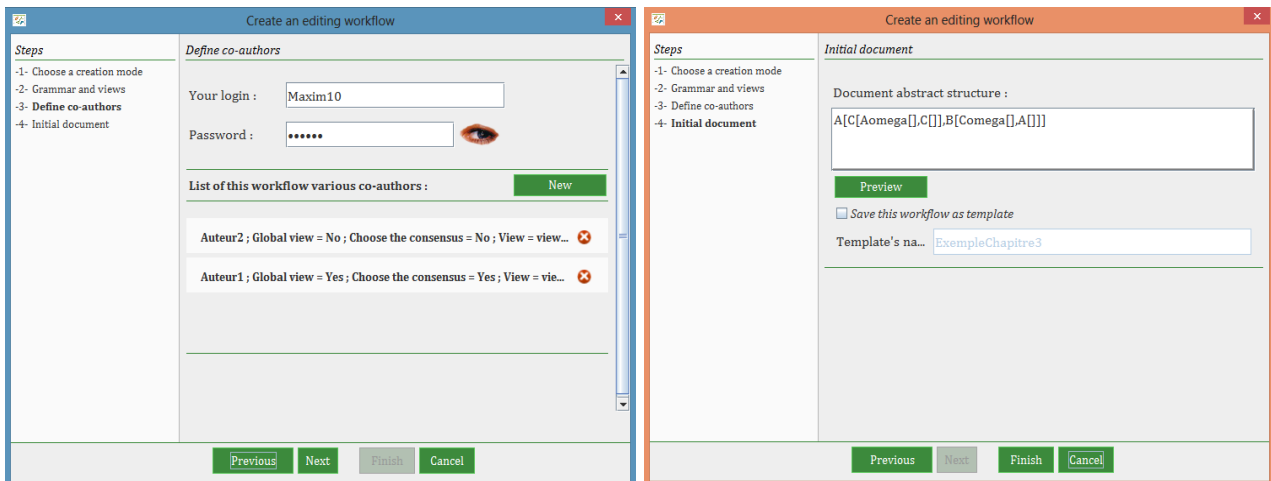 Create an editing workflow
Steps
-1- Choose a creation mode
-2- Grammar and views
-3- Define co-authors
-4- Initial document
Define co-authors
Your login :
Maxim10
Password :
••••••
List of this workflow various co-authors :
New
Auteur2 ; Global view = No ; Choose the consensus = No ; View = view...
Auteur1 ; Global view = Yes ; Choose the consensus = Yes ; View = vie...
Previous
Next
Finish
Cancel
Create an editing workflow
Steps
-1- Choose a creation mode
-2- Grammar and views
-3- Define co-authors
-4- Initial document
Initial document
Document abstract structure :
A[C[Aomega[],C[]],B[Comega[],A[]]]
Preview
Save this workflow as template
Template's na...
ExempleChapitre3
Previous
Next
Finish
Cancel